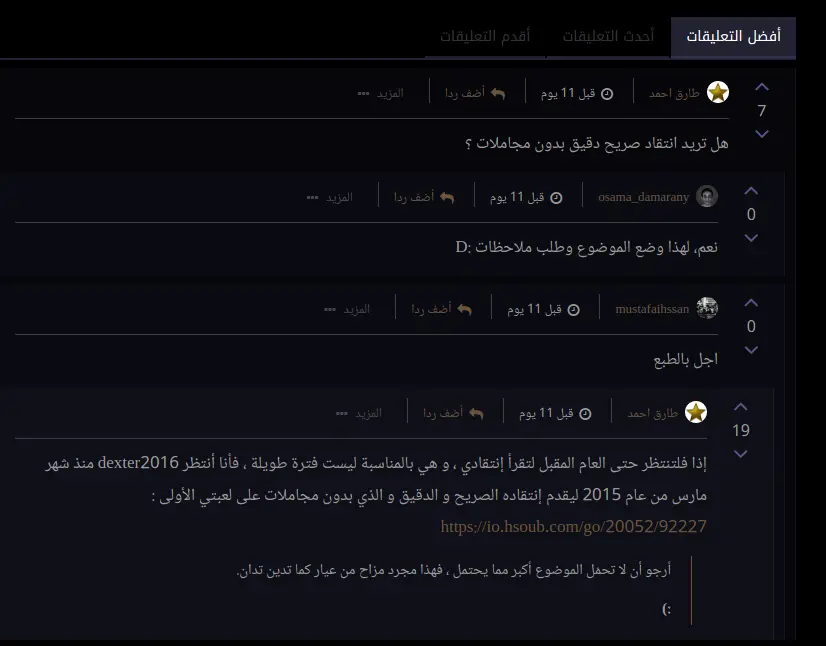 أفضل التعليقات
أحدث التعليقات
أقدم التعليقات
7
طارق احمد
قبل 11 يوم
أضف ردا
المزيد
هل تريد انتقاد صريح دقيق بدون مجاملات ؟
0
osama_damarany
قبل 11 يوم
أضف ردا
المزيد
نعم، لهذا وضع الموضوع وطلب ملاحظات :D
0
mustafaihssan
قبل 11 يوم
أضف ردا
المزيد
اجل بالطبع
19
طارق احمد
قبل 11 يوم
أضف ردا
المزيد
إذا فلتنتظر حتى العام المقبل لتقرأ إنتقادي ، و هي بالمناسبة ليست فترة طويلة ، فأنا أنتظر dexter2016 منذ شهر
مارس من عام 2015 ليقدم إنتقاده الصريح و الدقيق و الذي بدون مجاملات على لعبتي الأولى :
https://io.hsoub.com/go/20052/92227
أرجو أن لا تحمل الموضوع أكبر مما يحتمل ، فهذا مجرد مزاح من عيار كما تدين تدان.
:)